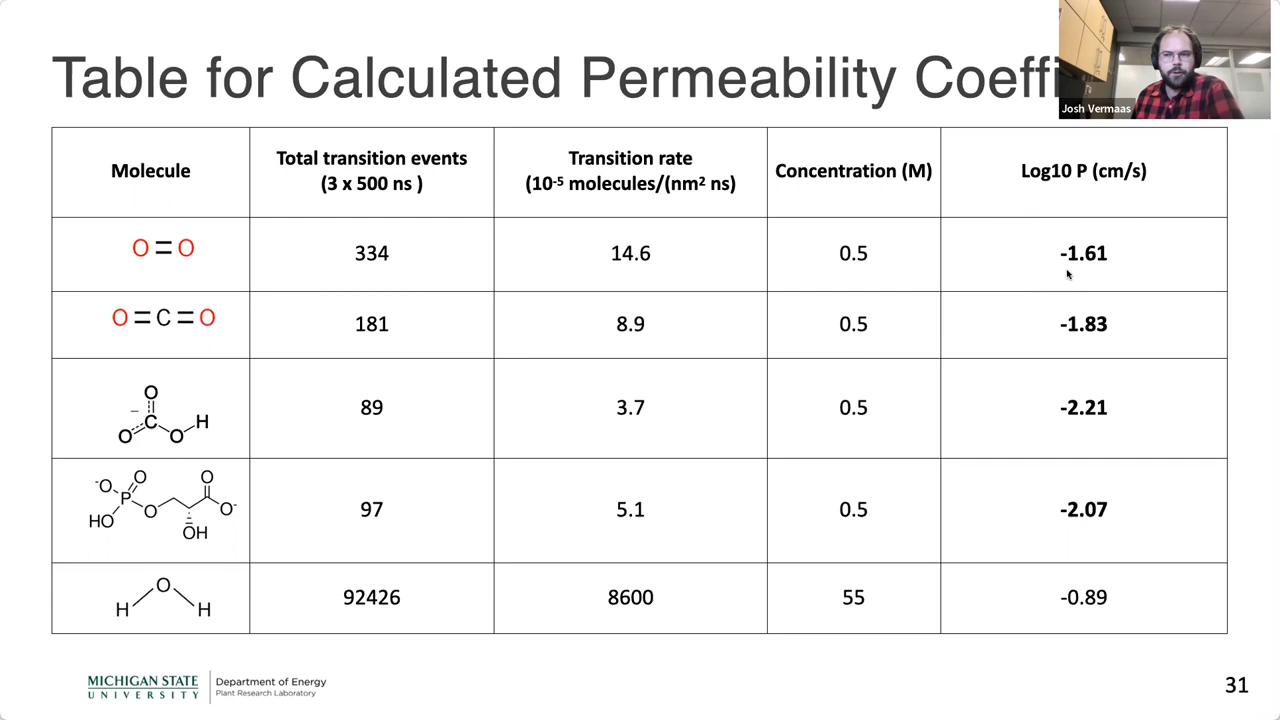 Table for Calculated Permeability Coeffi
Josh Vermaas
Molecule
Total transition events
(3 x 500 ns )
Transition rate
(10⁻⁵ molecules/(nm² ns)
Concentration (M)
Log10 P (cm/s)
O=O
334
14.6
0.5
-1.61
O=C=O
181
8.9
0.5
-1.83
O
–
C
H
O
O
89
3.7
0.5
-2.21
⁻O
O
O
P
O
O⁻
HO
OH
97
5.1
0.5
-2.07
O
H
H
92426
8600
55
-0.89
MICHIGAN STATE
UNIVERSITY
Department of Energy
Plant Research Laboratory
31